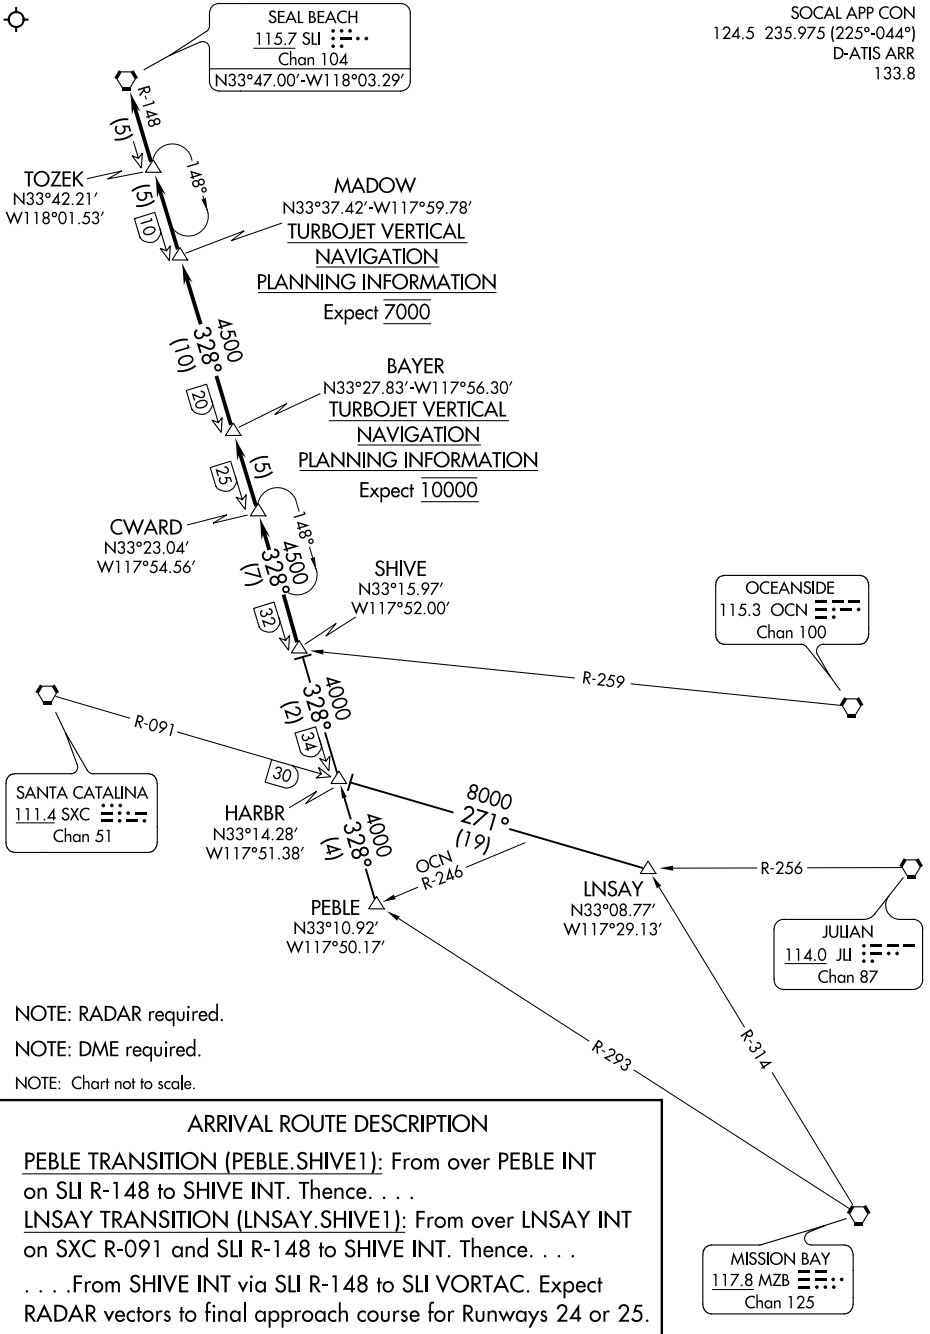 SEAL BEACH
115.7 SLI
Chan 104
N33°47.00′-W118°03.29′
SOCAL APP CON
124.5 235.975 (225°-044°)
D-ATIS ARR
133.8
R-148
(5)
TOZEK
N33°42.21′
W118°01.53′
148°
(5)
10
MADOW
N33°37.42′-W117°59.78′
TURBOJET VERTICAL
NAVIGATION
PLANNING INFORMATION
Expect 7000
4500
328°
(10)
BAYER
N33°27.83′-W117°56.30′
TURBOJET VERTICAL
NAVIGATION
PLANNING INFORMATION
Expect 10000
20
(5)
25
CWARD
N33°23.04′
W117°54.56′
148°
4500
328°
(7)
SHIVE
N33°15.97′
W117°52.00′
32
OCEANSIDE
115.3 OCN
Chan 100
R-259
4000
328°
(2)
34
R-091
30
SANTA CATALINA
111.4 SXC
Chan 51
HARBR
N33°14.28′
W117°51.38′
4000
328°
(4)
8000
271°
(19)
OCN
R-246
PEBLE
N33°10.92′
W117°50.17′
LNSAY
N33°08.77′
W117°29.13′
R-256
JULIAN
114.0 JLI
Chan 87
R-293
R-314
NOTE: RADAR required.
NOTE: DME required.
NOTE: Chart not to scale.
MISSION BAY
117.8 MZB
Chan 125
ARRIVAL ROUTE DESCRIPTION
PEBLE TRANSITION (PEBLE.SHIVE1): From over PEBLE INT
on SLI R-148 to SHIVE INT. Thence. . . .
LNSAY TRANSITION (LNSAY.SHIVE1): From over LNSAY INT
on SXC R-091 and SLI R-148 to SHIVE INT. Thence. . . .
. . . .From SHIVE INT via SLI R-148 to SLI VORTAC. Expect
RADAR vectors to final approach course for Runways 24 or 25.